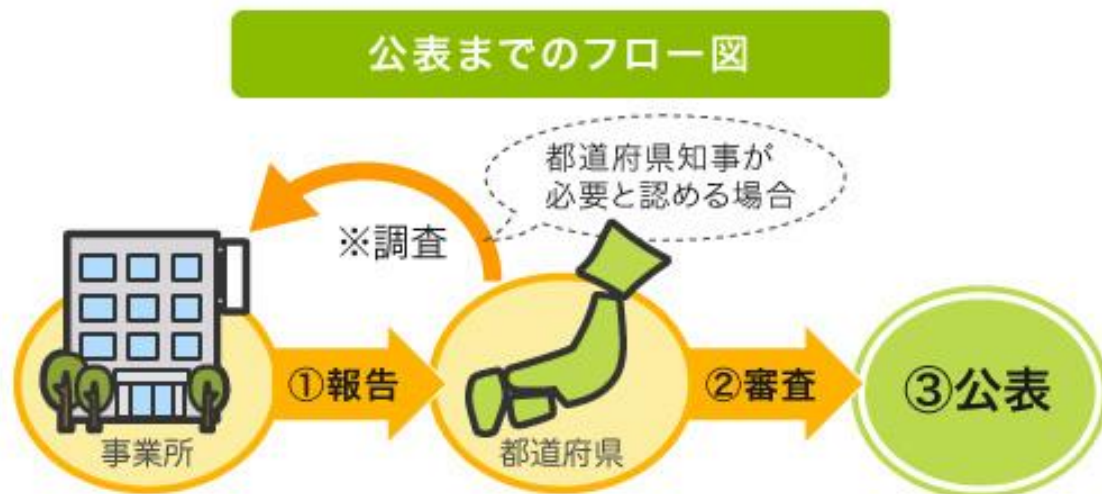 公表までのフロー図
都道府県知事が
必要と認める場合
※調査
①報告
②審査
③公表
事業所
都道府県